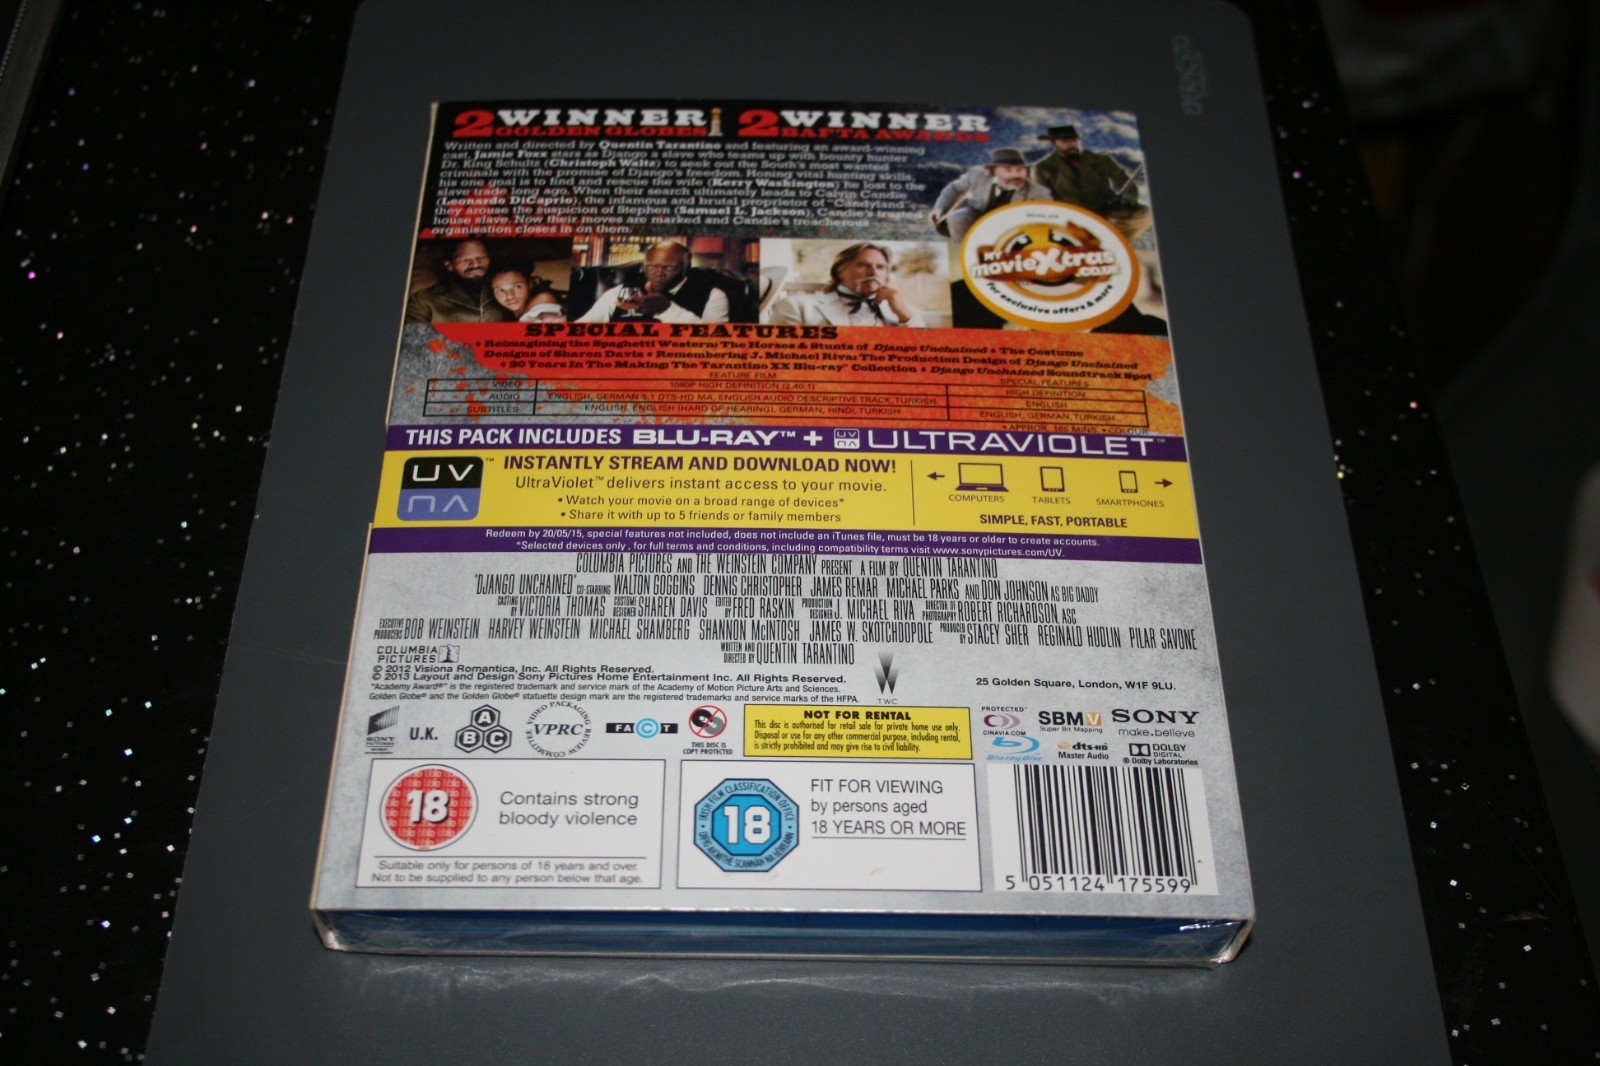 2 WINNER GOLDEN GLOBES
2 WINNER BAFTA AWARDS
Written and directed by Quentin Tarantino and featuring an award-winning
cast, Jamie Foxx stars as Django a slave who teams up with bounty hunter
Dr. King Schultz (Christoph Waltz) to seek out the South's most wanted
criminals with the promise of Django's freedom. Honing vital hunting skills,
his one goal is to find and rescue the wife (Kerry Washington) he lost to the
slave trade long ago. When their search ultimately leads to Calvin Candie
(Leonardo DiCaprio), the infamous and brutal proprietor of "Candyland",
they arouse the suspicion of Stephen (Samuel L. Jackson), Candie's trusted
house slave. Now their moves are marked and Candie's treacherous
organisation closes in on them.
MY
movieXtras
.co.uk
for exclusive offers & more
SPECIAL FEATURES
• Reimagining the Spaghetti Western: The Horses & Stunts of Django Unchained • The Costume
Designs of Sharon Davis • Remembering J. Michael Riva: The Production Design of Django Unchained
• 20 Years In The Making: The Tarantino XX Blu-ray™ Collection • Django Unchained Soundtrack Spot
FEATURE FILM SPECIAL FEATURES
VIDEO 1080P HIGH DEFINITION (2.40:1) HIGH DEFINITION
AUDIO ENGLISH, GERMAN 5.1 DTS-HD MA, ENGLISH AUDIO DESCRIPTIVE TRACK, TURKISH ENGLISH
SUBTITLES ENGLISH, ENGLISH (HARD OF HEARING), GERMAN, HINDI, TURKISH ENGLISH, GERMAN, TURKISH
• APPROX. 165 MINS • COLOUR
THIS PACK INCLUDES BLU-RAY™ + UV ULTRAVIOLET™
UV™
INSTANTLY STREAM AND DOWNLOAD NOW!
UltraViolet™ delivers instant access to your movie.
• Watch your movie on a broad range of devices*
• Share it with up to 5 friends or family members
COMPUTERS TABLETS SMARTPHONES
SIMPLE, FAST, PORTABLE
Redeem by 20/05/15, special features not included, does not include an iTunes file, must be 18 years or older to create accounts.
*Selected devices only, for full terms and conditions, including compatibility terms visit www.sonypictures.com/UV.
COLUMBIA PICTURES AND THE WEINSTEIN COMPANY PRESENT A FILM BY QUENTIN TARANTINO
"DJANGO UNCHAINED" CO-STARRING WALTON GOGGINS DENNIS CHRISTOPHER JAMES REMAR MICHAEL PARKS AND DON JOHNSON AS BIG DADDY
CASTING BY VICTORIA THOMAS COSTUME DESIGNER SHAREN DAVIS EDITED BY FRED RASKIN PRODUCTION DESIGNER J. MICHAEL RIVA DIRECTOR OF PHOTOGRAPHY ROBERT RICHARDSON, ASC
EXECUTIVE PRODUCERS BOB WEINSTEIN HARVEY WEINSTEIN MICHAEL SHAMBERG SHANNON McINTOSH JAMES W. SKOTCHDOPOLE PRODUCED BY STACEY SHER REGINALD HUDLIN PILAR SAVONE
WRITTEN AND DIRECTED BY QUENTIN TARANTINO
COLUMBIA
PICTURES
© 2012 Visiona Romantica, Inc. All Rights Reserved.
© 2013 Layout and Design Sony Pictures Home Entertainment Inc. All Rights Reserved.
"Academy Award®" is the registered trademark and service mark of the Academy of Motion Picture Arts and Sciences.
Golden Globe® and the Golden Globe® statuette design mark are the registered trademarks and service marks of the HFPA.
TWC
25 Golden Square, London, W1F 9LU.
SONY
PICTURES
U.K.
ABC
VIDEO PACKAGING REVIEW COMMITTEE
VPRC
FACT
THIS DISC IS
COPY PROTECTED
NOT FOR RENTAL
This disc is authorised for retail sale for private home use only.
Disposal or use for any other commercial purpose, including rental,
is strictly prohibited and may give rise to civil liability.
PROTECTED
CINAVIA.COM
SBMV
Super Bit Mapping
SONY
make.believe
Blu-ray Disc
dts-HD
Master Audio
DOLBY
DIGITAL
® Dolby Laboratories
18
Contains strong
bloody violence
Suitable only for persons of 18 years and over.
Not to be supplied to any person below that age.
IRISH FILM CLASSIFICATION OFFICE
18
FIT FOR VIEWING
by persons aged
18 YEARS OR MORE
5 051124 175599